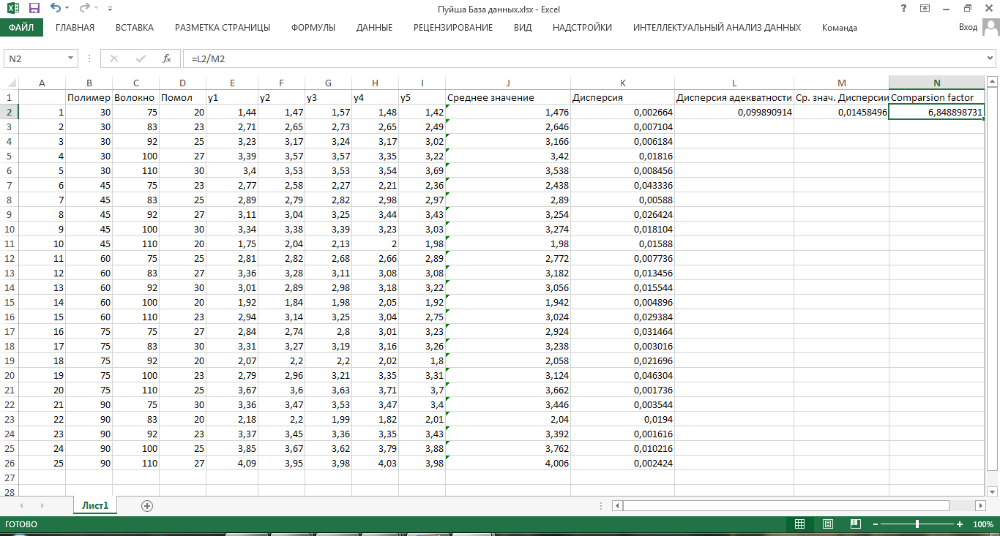 Пуйша База данных.xlsx - Excel
ФАЙЛ ГЛАВНАЯ ВСТАВКА РАЗМЕТКА СТРАНИЦЫ ФОРМУЛЫ ДАННЫЕ РЕЦЕНЗИРОВАНИЕ ВИД НАДСТРОЙКИ ИНТЕЛЛЕКТУАЛЬНЫЙ АНАЛИЗ ДАННЫХ Команда Вход
N2 fx =L2/M2
A B C D E F G H I J K L M N
1 Полимер Волокно Помол y1 y2 y3 y4 y5 Среднее значение Дисперсия Дисперсия адекватности Ср. знач. Дисперсии Comparsion factor
2 1 30 75 20 1,44 1,47 1,57 1,48 1,42 1,476 0,002664 0,099890914 0,01458496 6,848898731
3 2 30 83 23 2,71 2,65 2,73 2,65 2,49 2,646 0,007104
4 3 30 92 25 3,23 3,17 3,24 3,17 3,02 3,166 0,006184
5 4 30 100 27 3,39 3,57 3,57 3,35 3,22 3,42 0,01816
6 5 30 110 30 3,4 3,53 3,53 3,54 3,69 3,538 0,008456
7 6 45 75 23 2,77 2,58 2,27 2,21 2,36 2,438 0,043336
8 7 45 83 25 2,89 2,79 2,82 2,98 2,97 2,89 0,00588
9 8 45 92 27 3,11 3,04 3,25 3,44 3,43 3,254 0,026424
10 9 45 100 30 3,34 3,38 3,39 3,23 3,03 3,274 0,018104
11 10 45 110 20 1,75 2,04 2,13 2 1,98 1,98 0,01588
12 11 60 75 25 2,81 2,82 2,68 2,66 2,89 2,772 0,007736
13 12 60 83 27 3,36 3,28 3,11 3,08 3,08 3,182 0,013456
14 13 60 92 30 3,01 2,89 2,98 3,18 3,22 3,056 0,015544
15 14 60 100 20 1,92 1,84 1,98 2,05 1,92 1,942 0,004896
16 15 60 110 23 2,94 3,14 3,25 3,04 2,75 3,024 0,029384
17 16 75 75 27 2,84 2,74 2,8 3,01 3,23 2,924 0,031464
18 17 75 83 30 3,31 3,27 3,19 3,16 3,26 3,238 0,003016
19 18 75 92 20 2,07 2,2 2,2 2,02 1,8 2,058 0,021696
20 19 75 100 23 2,79 2,96 3,21 3,35 3,31 3,124 0,046304
21 20 75 110 25 3,67 3,6 3,63 3,71 3,7 3,662 0,001736
22 21 90 75 30 3,36 3,47 3,53 3,47 3,4 3,446 0,003544
23 22 90 83 20 2,18 2,2 1,99 1,82 2,01 2,04 0,0194
24 23 90 92 23 3,37 3,45 3,36 3,35 3,43 3,392 0,001616
25 24 90 100 25 3,85 3,67 3,62 3,79 3,88 3,762 0,010216
26 25 90 110 27 4,09 3,95 3,98 4,03 3,98 4,006 0,002424
27
28
Лист1
ГОТОВО 100%